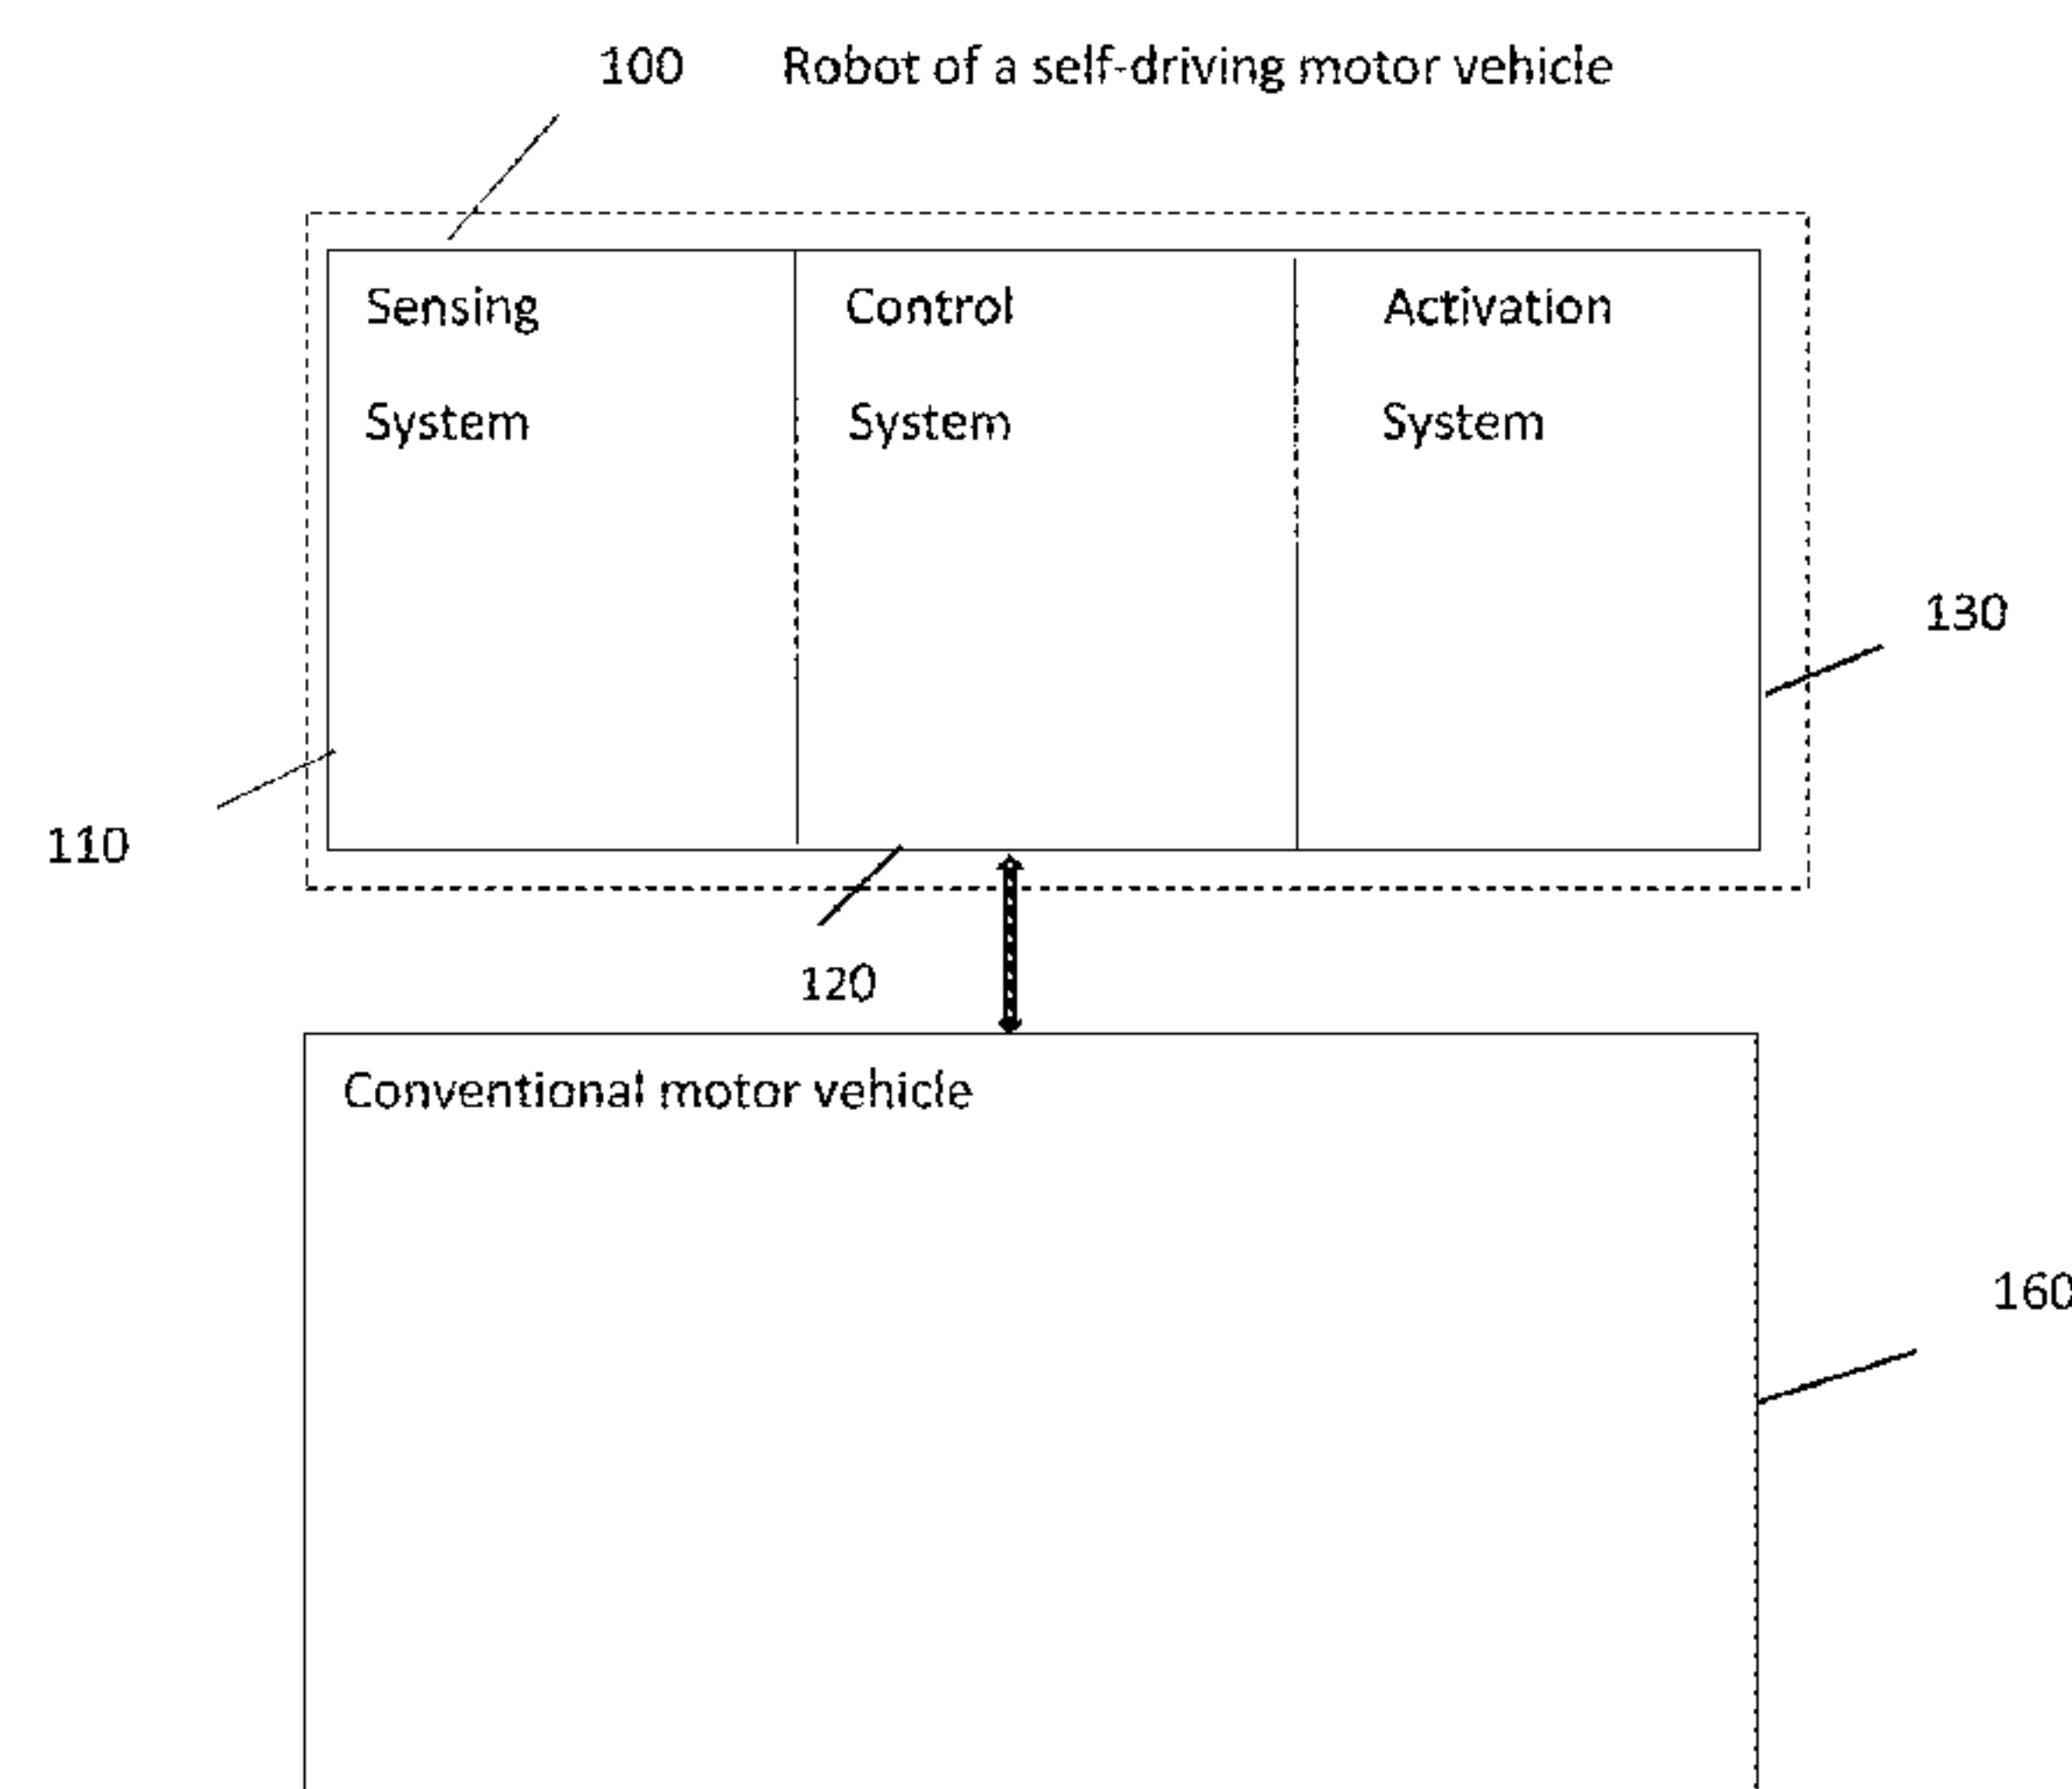 100 Robot of a self-driving motor vehicle
Sensing Control Activation
System System System
130
110
120
Conventional motor vehicle
160